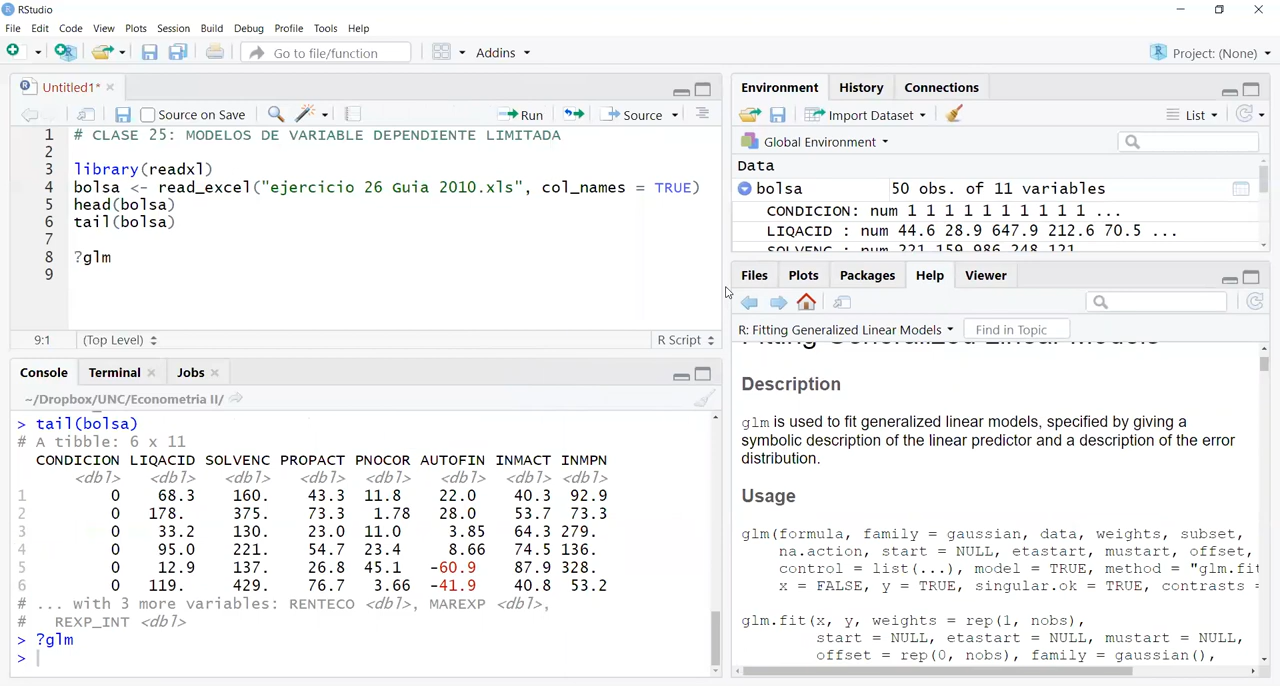 RStudio
File Edit Code View Plots Session Build Debug Profile Tools Help
Go to file/function Addins Project: (None)
Untitled1*
Source on Save Run Source
1 # CLASE 25: MODELOS DE VARIABLE DEPENDIENTE LIMITADA
2
3 library(readxl)
4 bolsa <- read_excel("ejercicio 26 Guia 2010.xls", col_names = TRUE)
5 head(bolsa)
6 tail(bolsa)
7
8 ?glm
9
9:1 (Top Level) R Script
Console Terminal Jobs
~/Dropbox/UNC/Econometria II/
> tail(bolsa)
# A tibble: 6 x 11
CONDICION LIQACID SOLVENC PROPACT PNOCOR AUTOFIN INMACT INMPN
<dbl> <dbl> <dbl> <dbl> <dbl> <dbl> <dbl> <dbl>
1 0 68.3 160. 43.3 11.8 22.0 40.3 92.9
2 0 178. 375. 73.3 1.78 28.0 53.7 73.3
3 0 33.2 130. 23.0 11.0 3.85 64.3 279.
4 0 95.0 221. 54.7 23.4 8.66 74.5 136.
5 0 12.9 137. 26.8 45.1 -60.9 87.9 328.
6 0 119. 429. 76.7 3.66 -41.9 40.8 53.2
# ... with 3 more variables: RENTECO <dbl>, MAREXP <dbl>,
# REXP_INT <dbl>
> ?glm
>
Environment History Connections
Import Dataset List
Global Environment
Data
bolsa 50 obs. of 11 variables
CONDICION: num 1 1 1 1 1 1 1 1 1 1 ...
LIQACID : num 44.6 28.9 647.9 212.6 70.5 ...
SOLVENC : num 221 159 986 248 121
Files Plots Packages Help Viewer
R: Fitting Generalized Linear Models Find in Topic
Fitting Generalized Linear Models
Description
glm is used to fit generalized linear models, specified by giving a
symbolic description of the linear predictor and a description of the error
distribution.
Usage
glm(formula, family = gaussian, data, weights, subset,
na.action, start = NULL, etastart, mustart, offset,
control = list(...), model = TRUE, method = "glm.fit
x = FALSE, y = TRUE, singular.ok = TRUE, contrasts =
glm.fit(x, y, weights = rep(1, nobs),
start = NULL, etastart = NULL, mustart = NULL,
offset = rep(0, nobs), family = gaussian(),